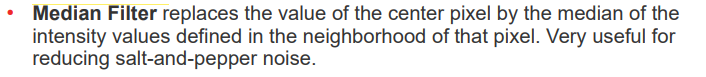 • Median Filter replaces the value of the center pixel by the median of the
intensity values defined in the neighborhood of that pixel. Very useful for
reducing salt-and-pepper noise.